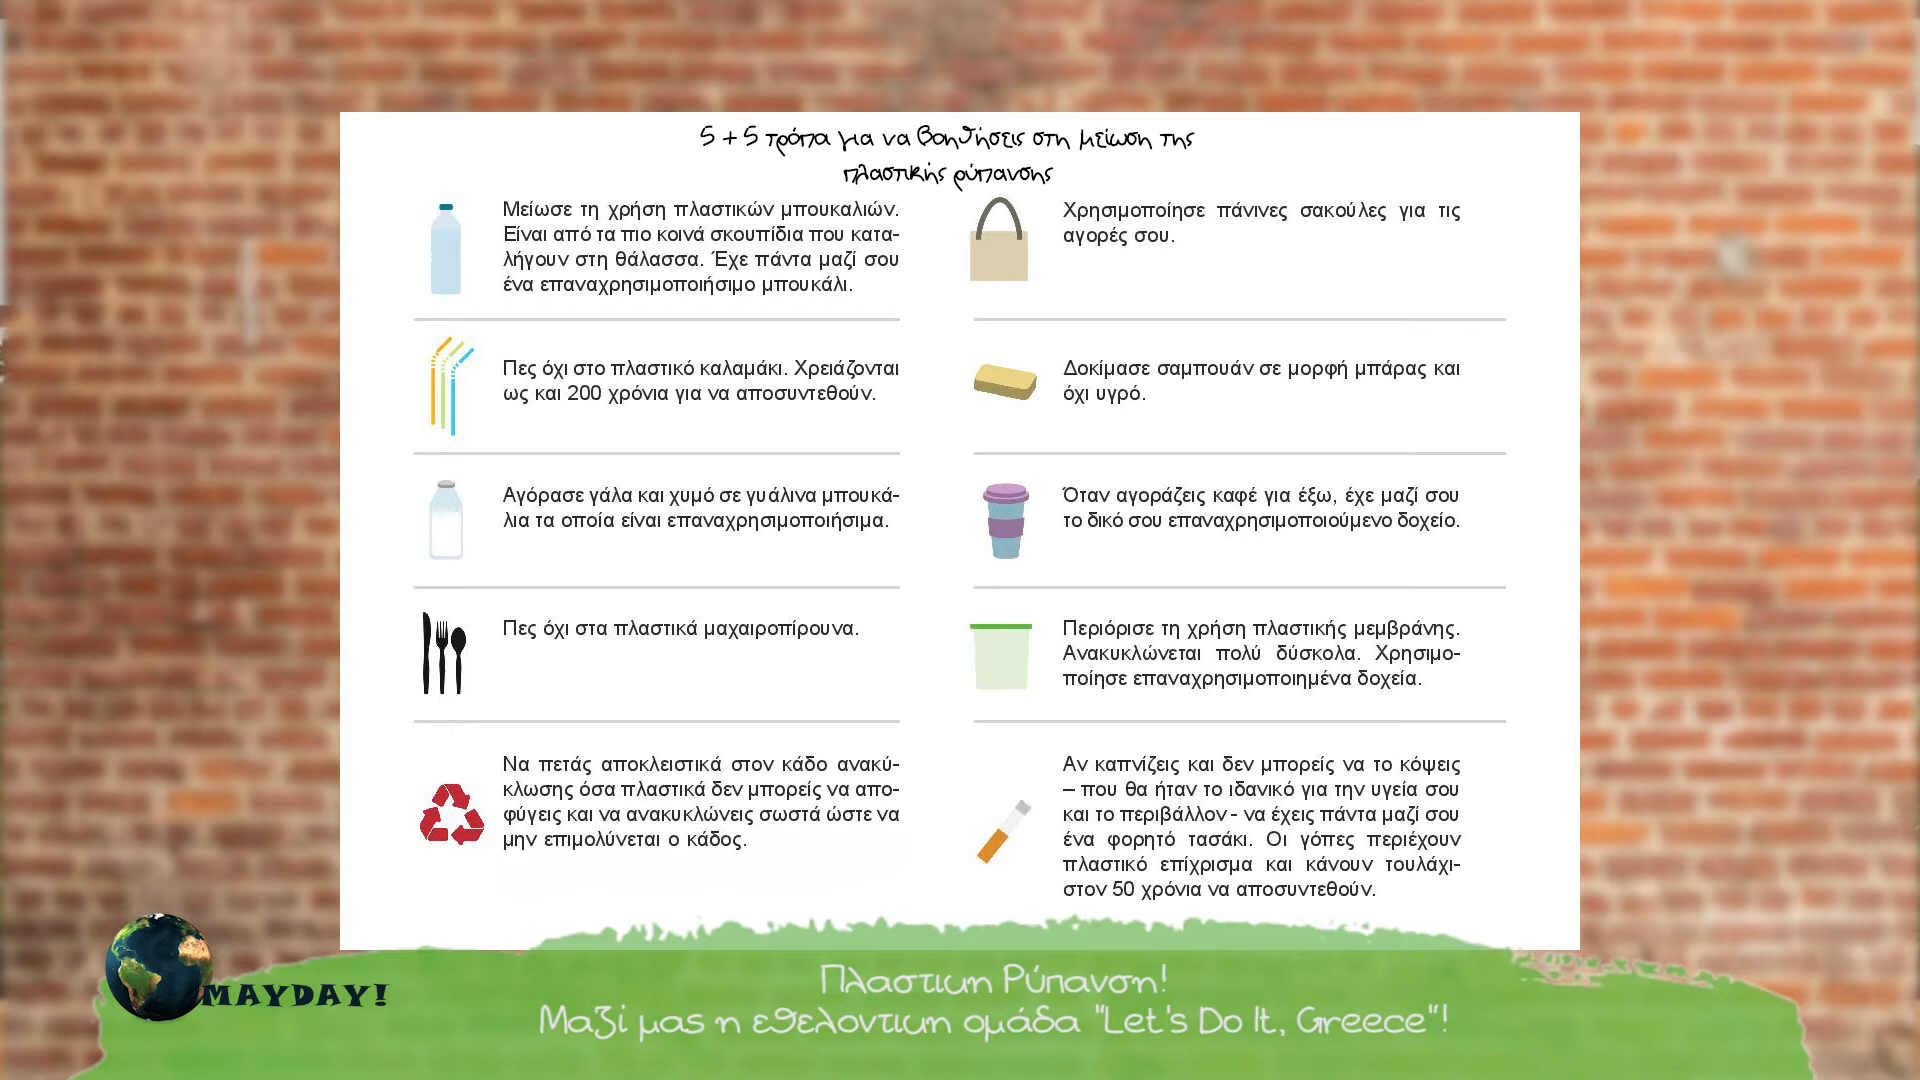 5 + 5 τρόπα για να βοηθήσεις στη μείωση της
πλαστικής ρύπανσης
Μείωσε τη χρήση πλαστικών μπουκαλιών.
Είναι από τα πιο κοινά σκουπίδια που κατα-
λήγουν στη θάλασσα. Έχε πάντα μαζί σου
ένα επαναχρησιμοποιήσιμο μπουκάλι.
Πες όχι στο πλαστικό καλαμάκι. Χρειάζονται
ως και 200 χρόνια για να αποσυντεθούν.
Αγόρασε γάλα και χυμό σε γυάλινα μπουκά-
λια τα οποία είναι επαναχρησιμοποιήσιμα.
Πες όχι στα πλαστικά μαχαιροπίρουνα.
Να πετάς αποκλειστικά στον κάδο ανακύ-
κλωσης όσα πλαστικά δεν μπορείς να απο-
φύγεις και να ανακυκλώνεις σωστά ώστε να
μην επιμολύνεται ο κάδος.
Χρησιμοποίησε πάνινες σακούλες για τις
αγορές σου.
Δοκίμασε σαμπουάν σε μορφή μπάρας και
όχι υγρό.
Όταν αγοράζεις καφέ για έξω, έχε μαζί σου
το δικό σου επαναχρησιμοποιούμενο δοχείο.
Περιόρισε τη χρήση πλαστικής μεμβράνης.
Ανακυκλώνεται πολύ δύσκολα. Χρησιμο-
ποίησε επαναχρησιμοποιημένα δοχεία.
Αν καπνίζεις και δεν μπορείς να το κόψεις
– που θα ήταν το ιδανικό για την υγεία σου
και το περιβάλλον - να έχεις πάντα μαζί σου
ένα φορητό τασάκι. Οι γόπες περιέχουν
πλαστικό επίχρισμα και κάνουν τουλάχι-
στον 50 χρόνια να αποσυντεθούν.
MAYDAY!
Πλαστικη Ρύπανση!
Μαζί μας η εθελοντικη ομάδα "Let's Do It, Greece"!